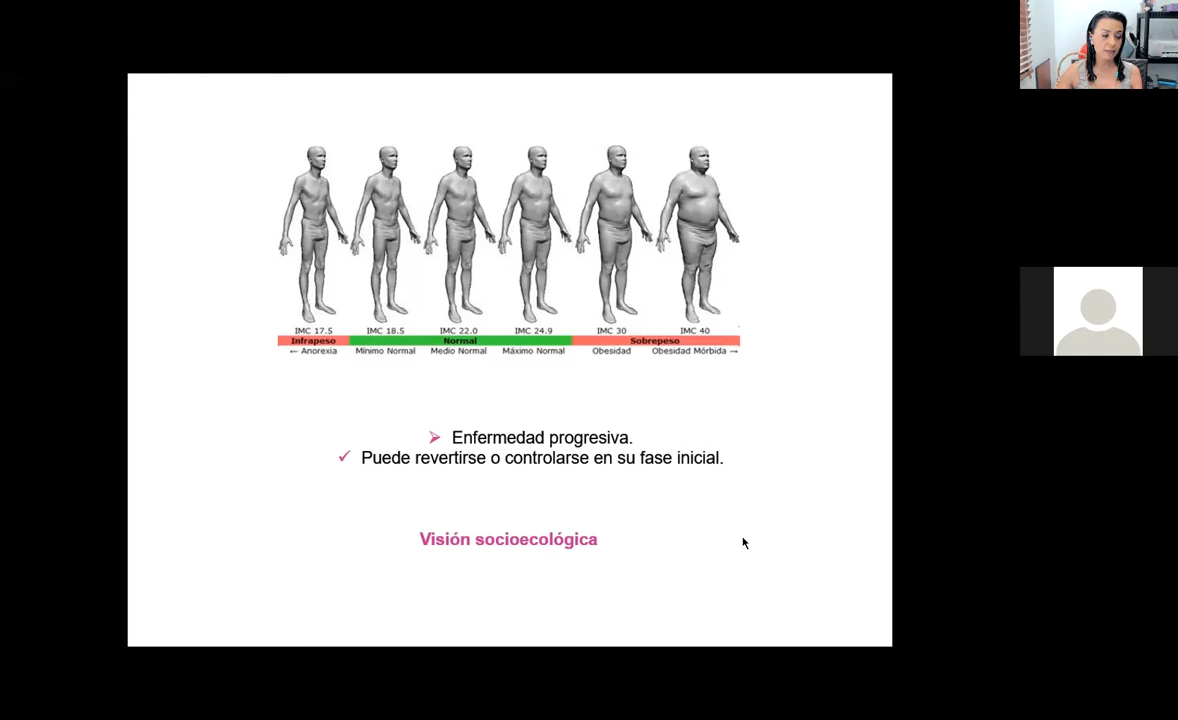 IMC 17.5 IMC 18.5 IMC 22.0 IMC 24.9 IMC 30 IMC 40
Infrapeso Normal Sobrepeso
← Anorexia Mínimo Normal Medio Normal Máximo Normal Obesidad Obesidad Mórbida →
➢ Enfermedad progresiva.
✓ Puede revertirse o controlarse en su fase inicial.
Visión socioecológica